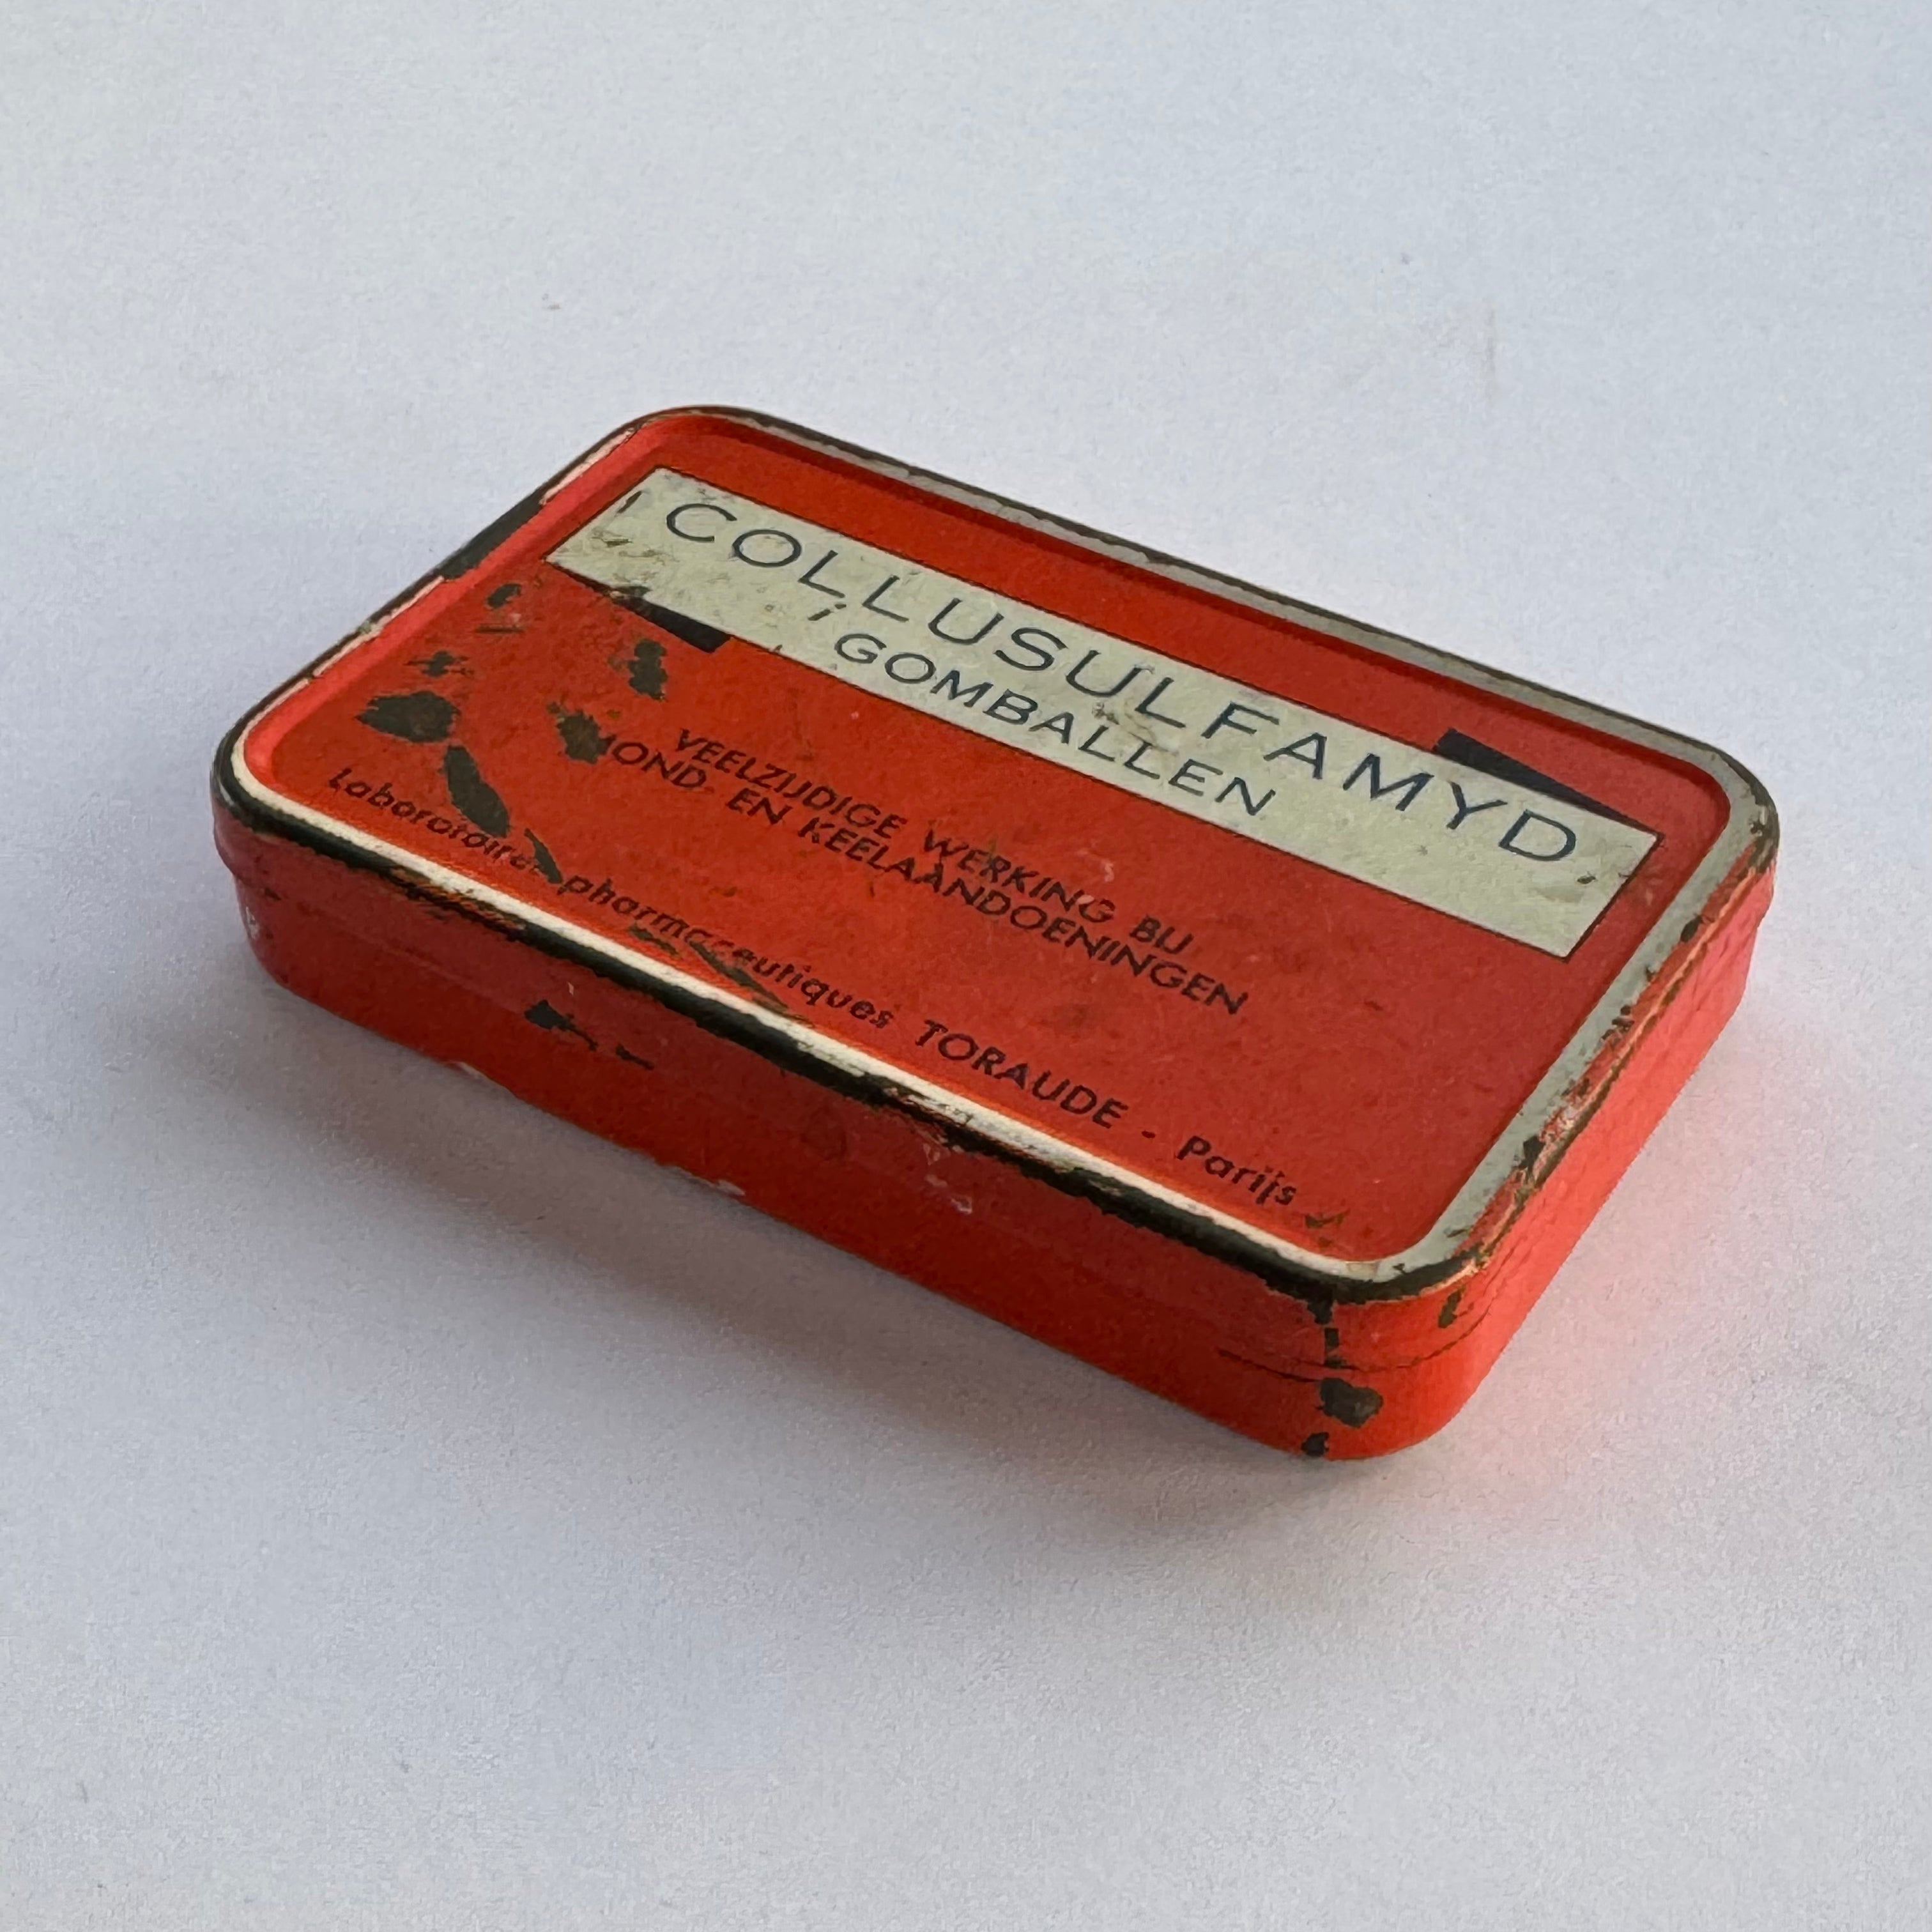 COLLUSULFAMYD
GOMBALLEN
VEELZIJDIGE WERKING BIJ
MOND- EN KEELAANDOENINGEN
Laboratoires pharmaceutiques TORAUDE - Parijs